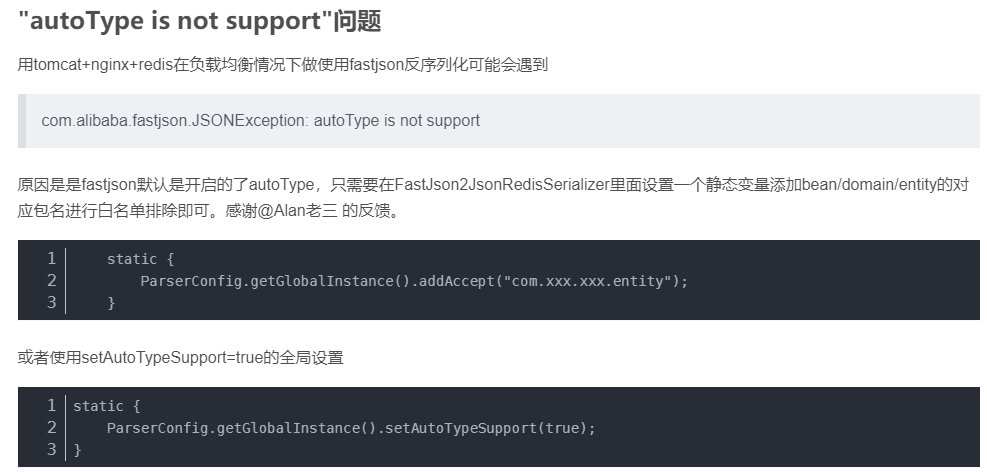 "autoType is not support"问题
用tomcat+nginx+redis在负载均衡情况下做使用fastjson反序列化可能会遇到
com.alibaba.fastjson.JSONException: autoType is not support
原因是是fastjson默认是开启的了autoType，只需要在FastJson2JsonRedisSerializer里面设置一个静态变量添加bean/domain/entity的对
应包名进行白名单排除即可。感谢@Alan老三 的反馈。
1 static {
2 ParserConfig.getGlobalInstance().addAccept("com.xxx.xxx.entity");
3 }
或者使用setAutoTypeSupport=true的全局设置
1 static {
2 ParserConfig.getGlobalInstance().setAutoTypeSupport(true);
3 }